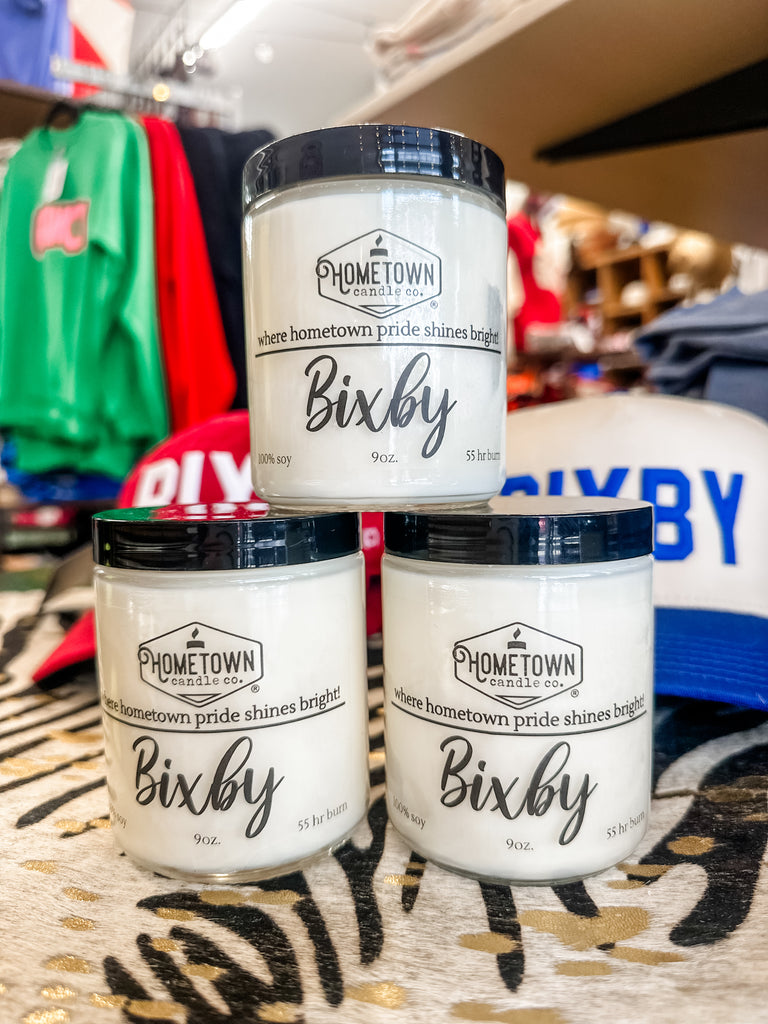 HOMETOWN
candle co.
®
where hometown pride shines bright!
Bixby
100% soy
9oz.
55 hr burn
BIXBY
HOMETOWN
candle co.
®
where hometown pride shines bright!
Bixby
soy
9oz.
55 hr burn
HOMETOWN
candle co.
®
where hometown pride shines bright!
Bixby
100% soy
9oz.
55 hr burn